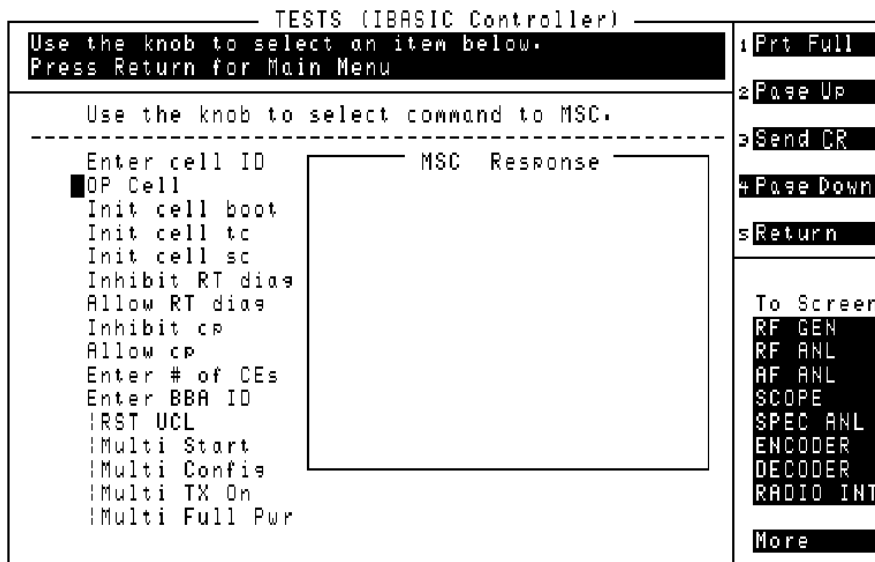 TESTS (IBASIC Controller)
Use the knob to select an item below.
Press Return for Main Menu
Use the knob to select command to MSC.
Enter cell ID
OP Cell
Init cell boot
Init cell tc
Init cell sc
Inhibit RT diag
Allow RT diag
Inhibit cp
Allow cp
Enter # of CEs
Enter BBA ID
|RST UCL
|Multi Start
|Multi Config
|Multi TX On
|Multi Full Pwr
MSC Response
1 Prt Full
2 Page Up
3 Send CR
4 Page Down
5 Return
To Screen
RF GEN
RF ANL
AF ANL
SCOPE
SPEC ANL
ENCODER
DECODER
RADIO INT
More